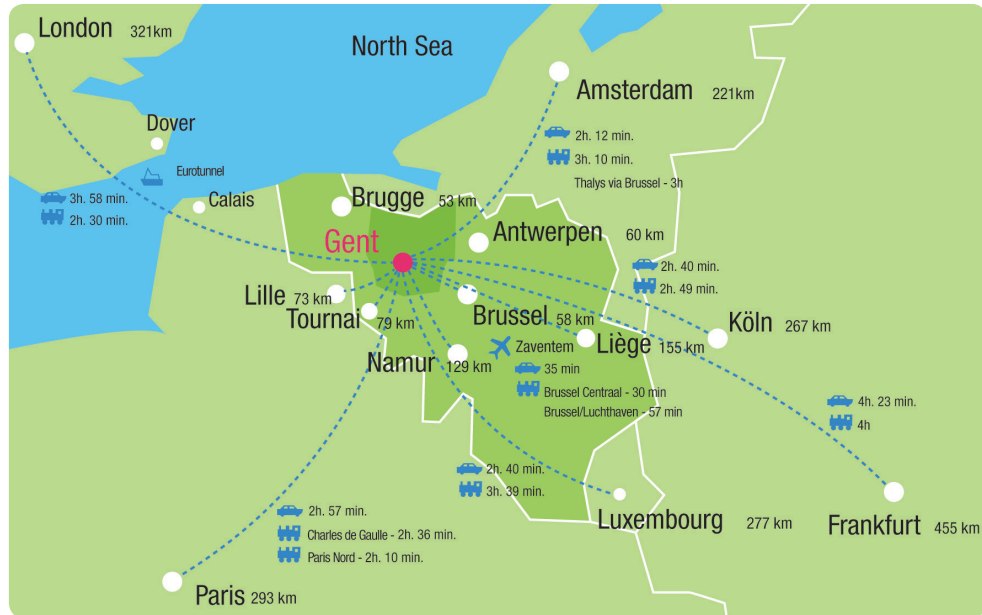 London 321km
North Sea
Amsterdam 221km
2h. 12 min.
3h. 10 min.
Thalys via Brussel - 3h
Dover
Eurotunnel
3h. 58 min.
2h. 30 min.
Calais
Brugge 53 km
Gent
Antwerpen 60 km
2h. 40 min.
2h. 49 min.
Lille 73 km
Tournai 79 km
Brussel 58 km
Köln 267 km
Liège 155 km
Namur 129 km
Zaventem
35 min
Brussel Centraal - 30 min
Brussel/Luchthaven - 57 min
4h. 23 min.
4h
2h. 40 min.
3h. 39 min.
Luxembourg 277 km
Frankfurt 455 km
2h. 57 min.
Charles de Gaulle - 2h. 36 min.
Paris Nord - 2h. 10 min.
Paris 293 km